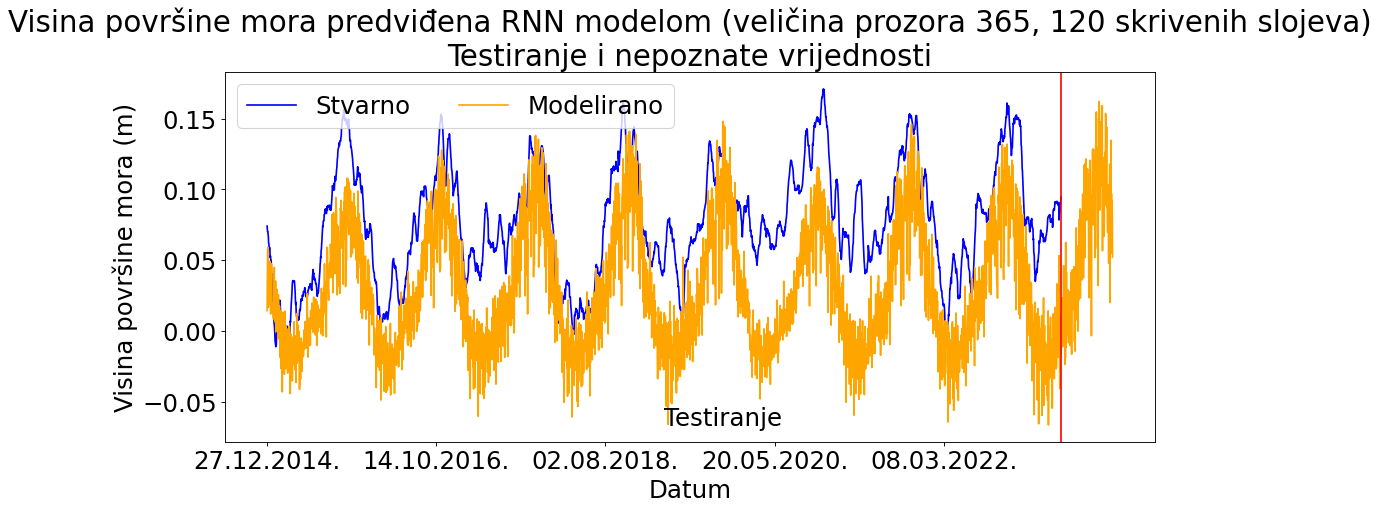 Visina površine mora predviđena RNN modelom (veličina prozora 365, 120 skrivenih slojeva)
Testiranje i nepoznate vrijednosti
Stvarno Modelirano
Visina površine mora (m)
0.15
0.10
0.05
0.00
−0.05
Testiranje
27.12.2014. 14.10.2016. 02.08.2018. 20.05.2020. 08.03.2022.
Datum